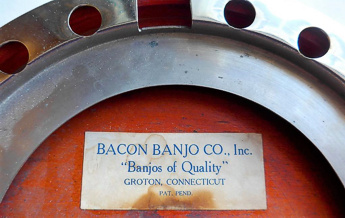 BACON BANJO CO., Inc.
"Banjos of Quality"
GROTON, CONNECTICUT
PAT. PEND.